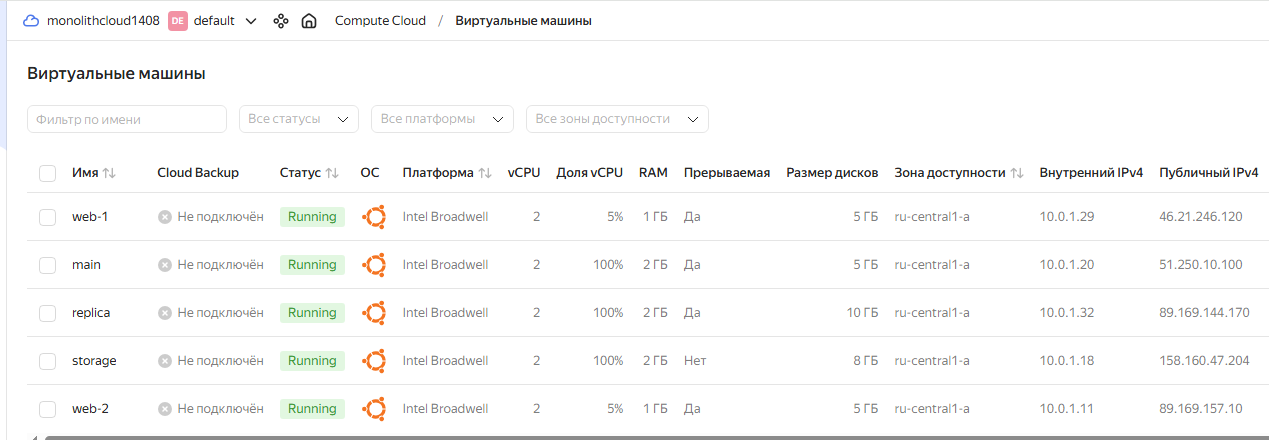 monolithcloud1408 DE default Compute Cloud / Виртуальные машины
Виртуальные машины
Фильтр по имени Все статусы Все платформы Все зоны доступности
Имя Cloud Backup Статус ОС Платформа vCPU Доля vCPU RAM Прерываемая Размер дисков Зона доступности Внутренний IPv4 Публичный IPv4
web-1 Не подключён Running Intel Broadwell 2 5% 1 ГБ Да 5 ГБ ru-central1-a 10.0.1.29 46.21.246.120
main Не подключён Running Intel Broadwell 2 100% 2 ГБ Да 5 ГБ ru-central1-a 10.0.1.20 51.250.10.100
replica Не подключён Running Intel Broadwell 2 100% 2 ГБ Да 10 ГБ ru-central1-a 10.0.1.32 89.169.144.170
storage Не подключён Running Intel Broadwell 2 100% 2 ГБ Нет 8 ГБ ru-central1-a 10.0.1.18 158.160.47.204
web-2 Не подключён Running Intel Broadwell 2 5% 1 ГБ Да 5 ГБ ru-central1-a 10.0.1.11 89.169.157.10